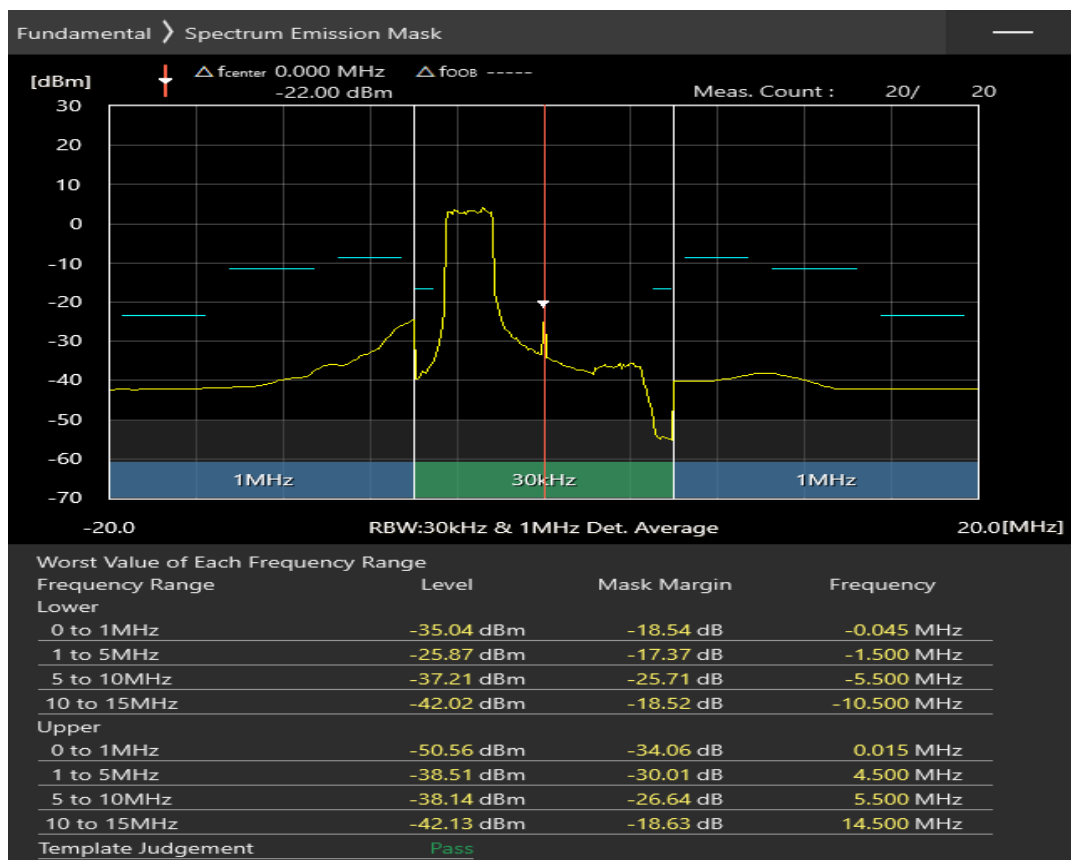 Fundamental ❯ Spectrum Emission Mask
[dBm] △ fcenter 0.000 MHz △ fOOB -----
-22.00 dBm Meas. Count : 20/ 20
30
20
10
0
-10
-20
-30
-40
-50
-60
1MHz 30kHz 1MHz
-70
-20.0 RBW:30kHz & 1MHz Det. Average 20.0[MHz]
Worst Value of Each Frequency Range
Frequency Range Level Mask Margin Frequency
Lower
0 to 1MHz -35.04 dBm -18.54 dB -0.045 MHz
1 to 5MHz -25.87 dBm -17.37 dB -1.500 MHz
5 to 10MHz -37.21 dBm -25.71 dB -5.500 MHz
10 to 15MHz -42.02 dBm -18.52 dB -10.500 MHz
Upper
0 to 1MHz -50.56 dBm -34.06 dB 0.015 MHz
1 to 5MHz -38.51 dBm -30.01 dB 4.500 MHz
5 to 10MHz -38.14 dBm -26.64 dB 5.500 MHz
10 to 15MHz -42.13 dBm -18.63 dB 14.500 MHz
Template Judgement Pass